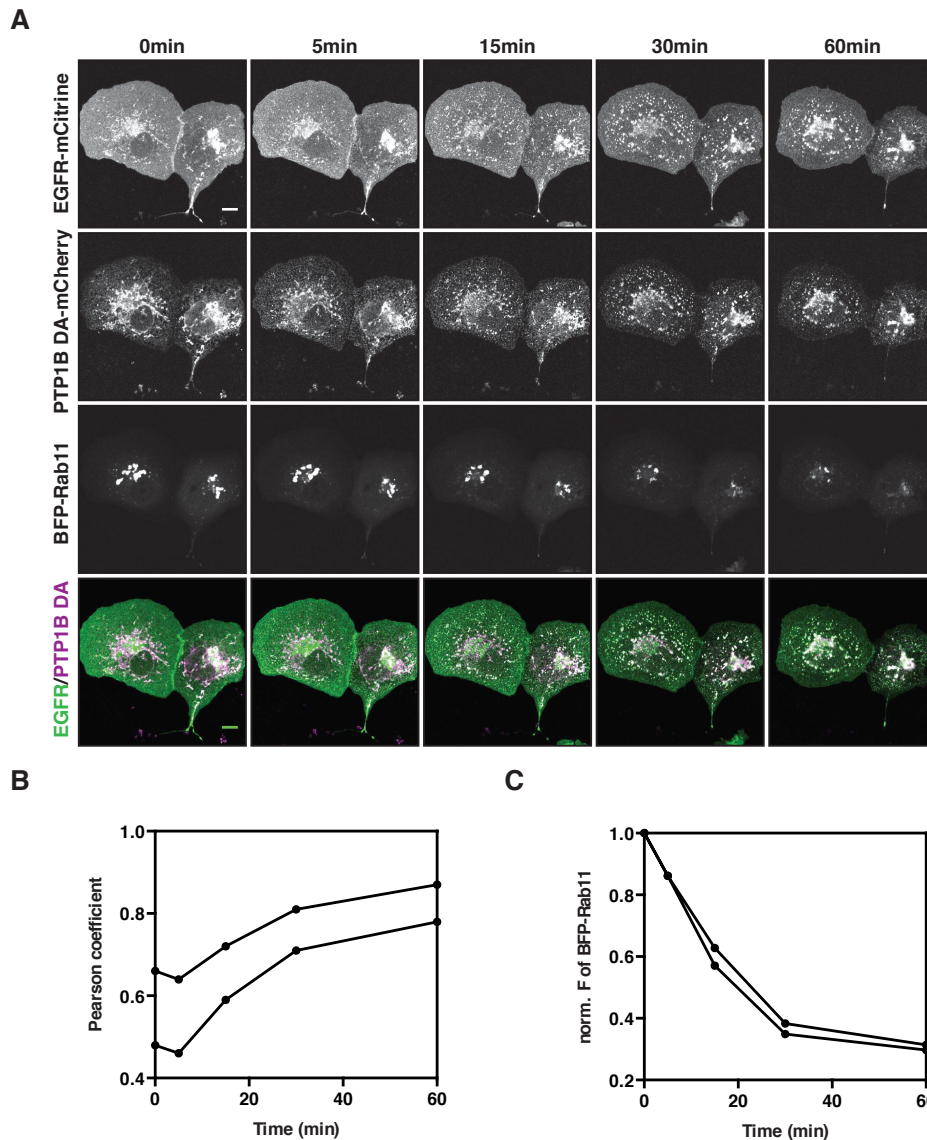 A
0min 5min 15min 30min 60min
EGFR-mCitrine
PTP1B DA-mCherry
BFP-Rab11
EGFR/PTP1B DA
B
1.0
0.8
0.6
0.4
Pearson coefficient
0 20 40 60
Time (min)
C
1.0
0.8
0.6
0.4
0.2
norm. F of BFP-Rab11
0 20 40
Time (min)